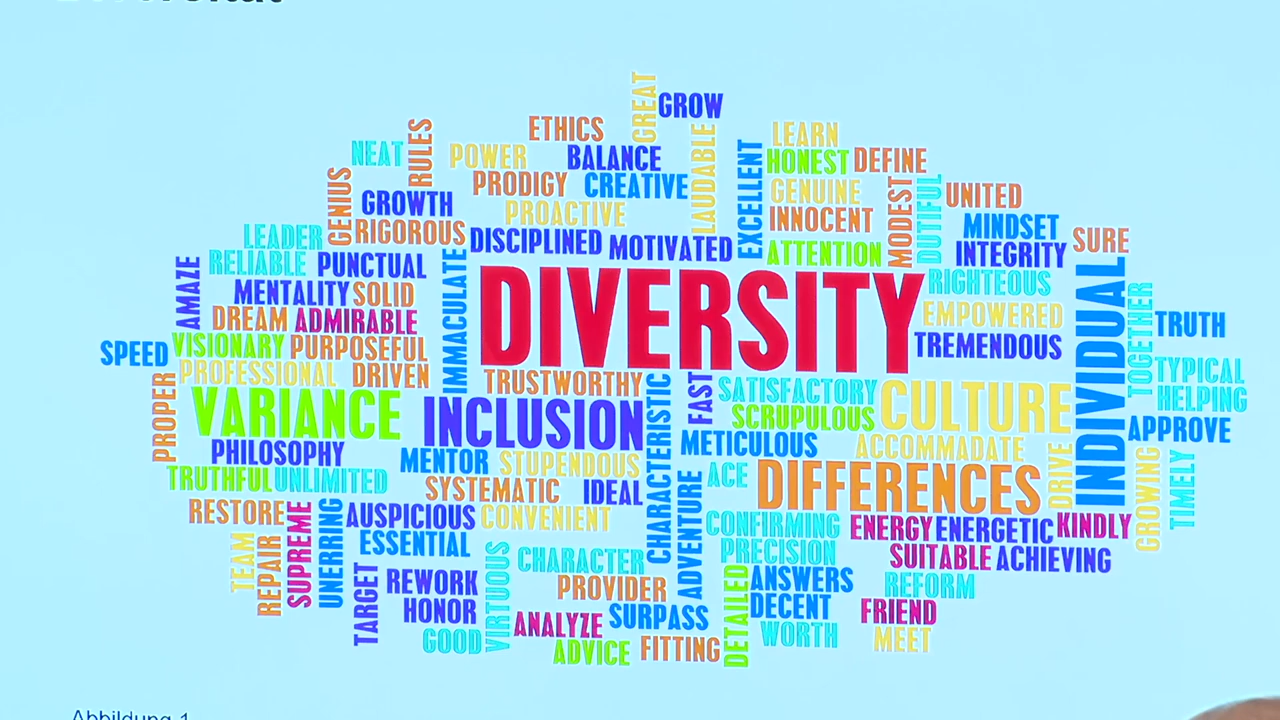 GREAT
GROW
ETHICS
RULES
NEAT
POWER
BALANCE
LAUDABLE
EXCELLENT
LEARN
HONEST
DEFINE
GENIUS
PRODIGY
CREATIVE
GENUINE
MODEST
DUTIFUL
UNITED
GROWTH
PROACTIVE
INNOCENT
MINDSET
LEADER
RIGOROUS
DISCIPLINED
MOTIVATED
ATTENTION
INTEGRITY
SURE
AMAZE
RELIABLE
PUNCTUAL
IMMACULATE
DIVERSITY
RIGHTEOUS
INDIVIDUAL
TOGETHER
MENTALITY
SOLID
DREAM
ADMIRABLE
EMPOWERED
TRUTH
SPEED
VISIONARY
PURPOSEFUL
TREMENDOUS
PROPER
PROFESSIONAL
DRIVEN
TRUSTWORTHY
CHARACTERISTIC
FAST
SATISFACTORY
CULTURE
TYPICAL
HELPING
VARIANCE
INCLUSION
SCRUPULOUS
APPROVE
PHILOSOPHY
MENTOR
STUPENDOUS
METICULOUS
ACCOMMADATE
DRIVE
GROWING
TIMELY
TRUTHFUL
UNLIMITED
SYSTEMATIC
IDEAL
ADVENTURE
ACE
DIFFERENCES
RESTORE
SUPREME
UNERRING
AUSPICIOUS
CONVENIENT
CONFIRMING
ENERGY
ENERGETIC
KINDLY
TEAM
REPAIR
ESSENTIAL
VIRTUOUS
CHARACTER
PRECISION
SUITABLE
ACHIEVING
TARGET
REWORK
PROVIDER
DETAILED
ANSWERS
REFORM
HONOR
ANALYZE
SURPASS
DECENT
FRIEND
GOOD
ADVICE
FITTING
WORTH
MEET
Abbildung 1